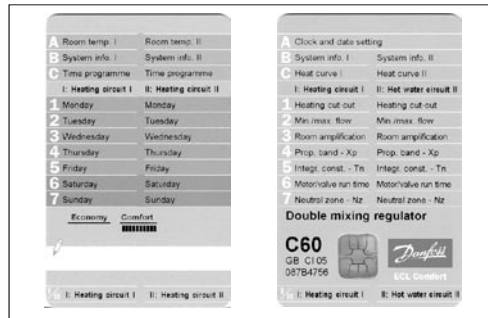 A Room temp. I Room temp. II
B System info. I System info. II
C Time programme Time programme
I: Heating circuit I II: Heating circuit II
1 Monday Monday
2 Tuesday Tuesday
3 Wednesday Wednesday
4 Thursday Thursday
5 Friday Friday
6 Saturday Saturday
7 Sunday Sunday
Economy Comfort
I/II I: Heating circuit I II: Heating circuit II
A Clock and date setting
B System info. I System info. II
C Heat curve I Heat curve II
I: Heating circuit I II: Hot water circuit II
1 Heating cut-out Heating cut-out
2 Min./max. flow Min./max. flow
3 Room amplification Room amplification
4 Prop. band - Xp Prop. band - Xp
5 Integr. const. - Tn Integr. const. - Tn
6 Motor/valve run time Motor/valve run time
7 Neutral zone - Nz Neutral zone - Nz
Double mixing regulator
C60
GB CI 05
087B4756
Danfoss
ECL Comfort
I/II I: Heating circuit I II: Hot water circuit II